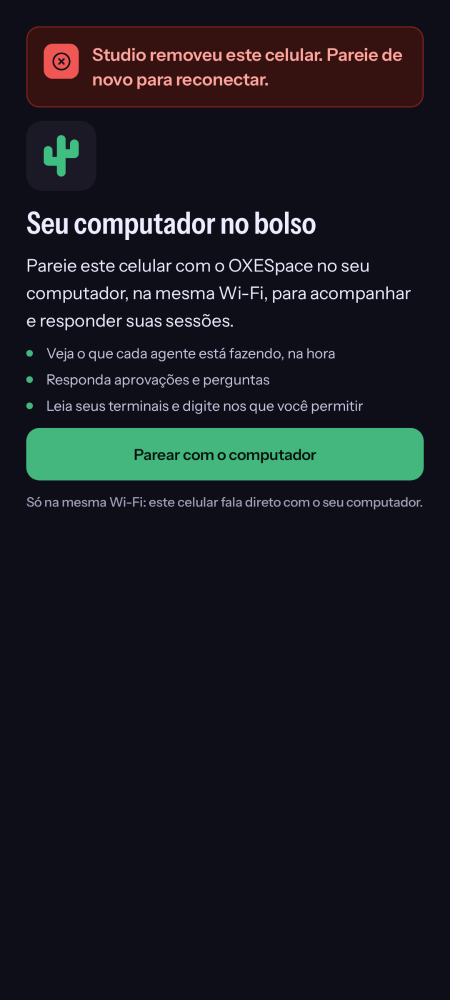 Studio removeu este celular. Pareie de
novo para reconectar.
Seu computador no bolso
Pareie este celular com o OXESpace no seu
computador, na mesma Wi-Fi, para acompanhar
e responder suas sessões.
Veja o que cada agente está fazendo, na hora
Responda aprovações e perguntas
Leia seus terminais e digite nos que você permitir
Parear com o computador
Só na mesma Wi-Fi: este celular fala direto com o seu computador.